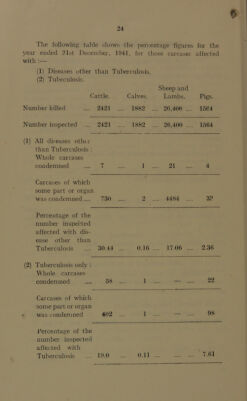 24
The following table shows the percentage figures for the
year ended 21st December, 1941, for those carcases affected
with :—
(1) Diseases other than Tuberculosis.
(2) Tuberculosis.
Sheep and
Cattle. Calves. Lambs. Pigs.
Number killed ... 2421 ... 1882 ... 26,400 ... 1564
Number inspected ... 2421 ... 1882 ... 26,400 ... 1564
(1) All diseases other
than Tuberculosis :
Whole carcases
condemned ... 7 ... 1 ... 21 ... 4
Carcases of which
some part or organ
was condemned ... 730 ... 2 ... 4484 ...
Percentage of the
number inspected
affected with dis-
ease other than
Tuberculosis ... 30.44 ... 0.16 ... 17.06 ... 2.36
(2) Tuberculosis only :
Whole carcases
condemned ... 58 ... 1 ... — ... 22
Carcases of which
some part or organ
was condemned ... 402 ... 1 ... — ... 98
Percentage of the
number inspected
affected with
Tuberculosis ... 19.0 ... 0.11 ... — ... 7.61